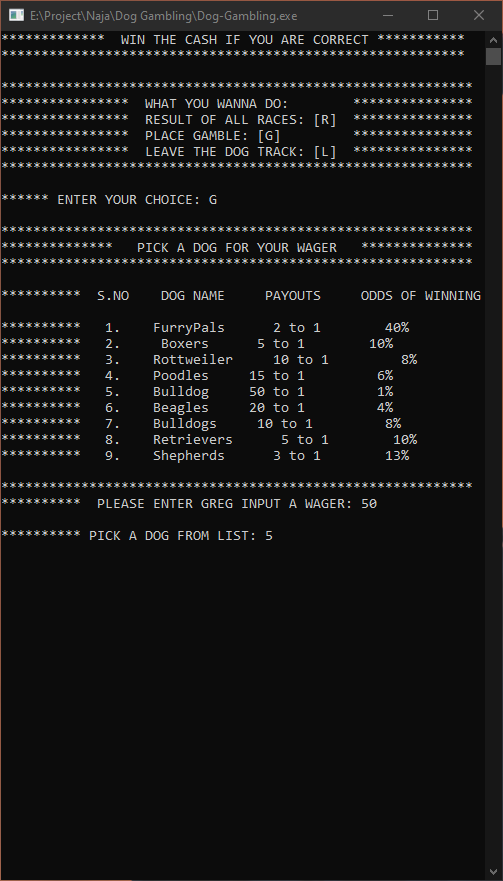 E:\Project\Naja\Dog Gambling\Dog-Gambling.exe
*************  WIN THE CASH IF YOU ARE CORRECT ***********
**********************************************************
***********************************************************
****************  WHAT YOU WANNA DO:        ***************
****************  RESULT OF ALL RACES: [R]  ***************
****************  PLACE GAMBLE: [G]         ***************
****************  LEAVE THE DOG TRACK: [L]  ***************
***********************************************************
****** ENTER YOUR CHOICE: G
***********************************************************
**************   PICK A DOG FOR YOUR WAGER   **************
***********************************************************
**********  S.NO    DOG NAME     PAYOUTS     ODDS OF WINNING
**********   1.    FurryPals      2 to 1        40%
**********   2.     Boxers      5 to 1        10%
**********   3.    Rottweiler     10 to 1         8%
**********   4.    Poodles     15 to 1         6%
**********   5.    Bulldog     50 to 1         1%
**********   6.    Beagles     20 to 1         4%
**********   7.    Bulldogs     10 to 1         8%
**********   8.    Retrievers      5 to 1        10%
**********   9.    Shepherds      3 to 1        13%
***********************************************************
**********  PLEASE ENTER GREG INPUT A WAGER: 50
********** PICK A DOG FROM LIST: 5